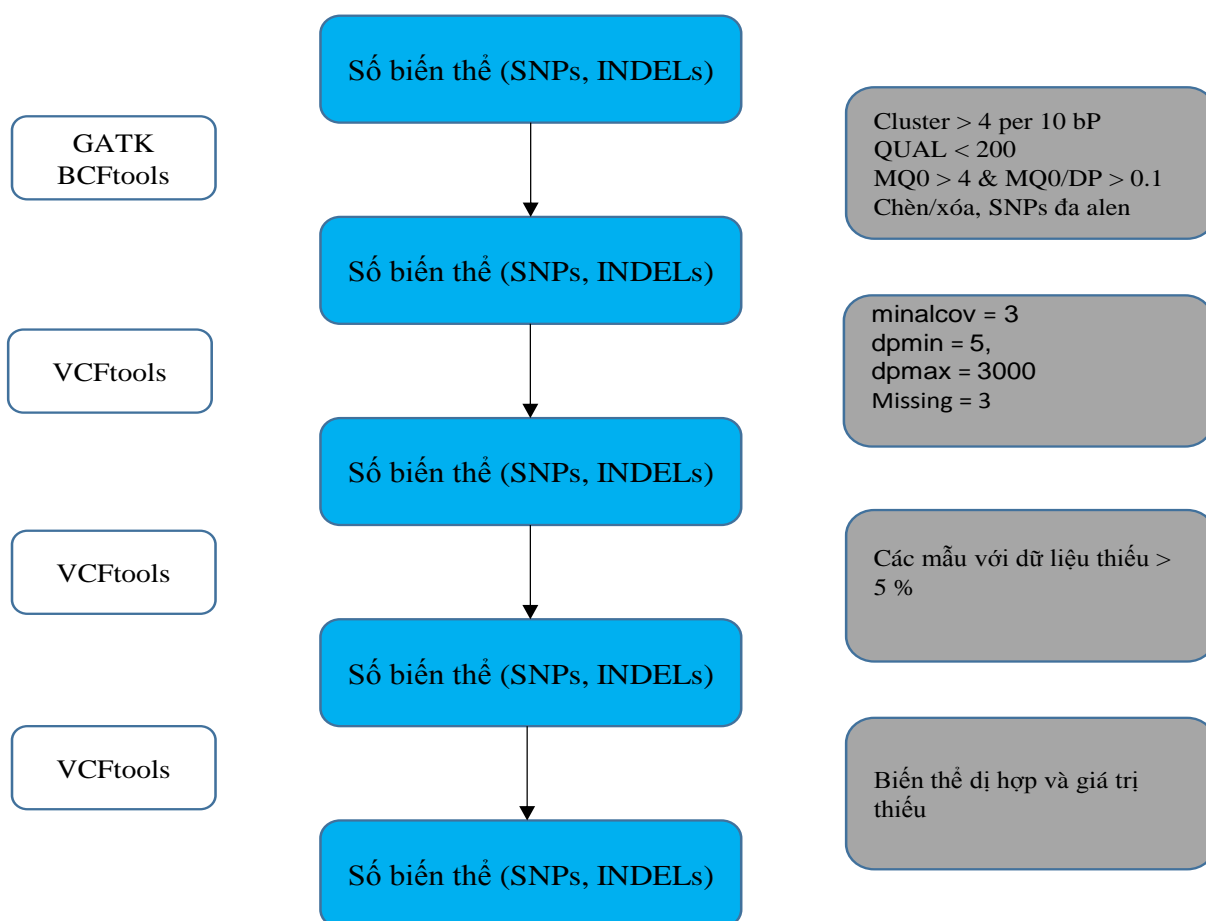 Số biến thể (SNPs, INDELs)
GATK
BCFtools
Cluster > 4 per 10 bP
QUAL < 200
MQ0 > 4 & MQ0/DP > 0.1
Chèn/xóa, SNPs đa alen
Số biến thể (SNPs, INDELs)
VCFtools
minalcov = 3
dpmin = 5,
dpmax = 3000
Missing = 3
Số biến thể (SNPs, INDELs)
VCFtools
Các mẫu với dữ liệu thiếu >
5 %
Số biến thể (SNPs, INDELs)
VCFtools
Biến thể dị hợp và giá trị
thiếu
Số biến thể (SNPs, INDELs)